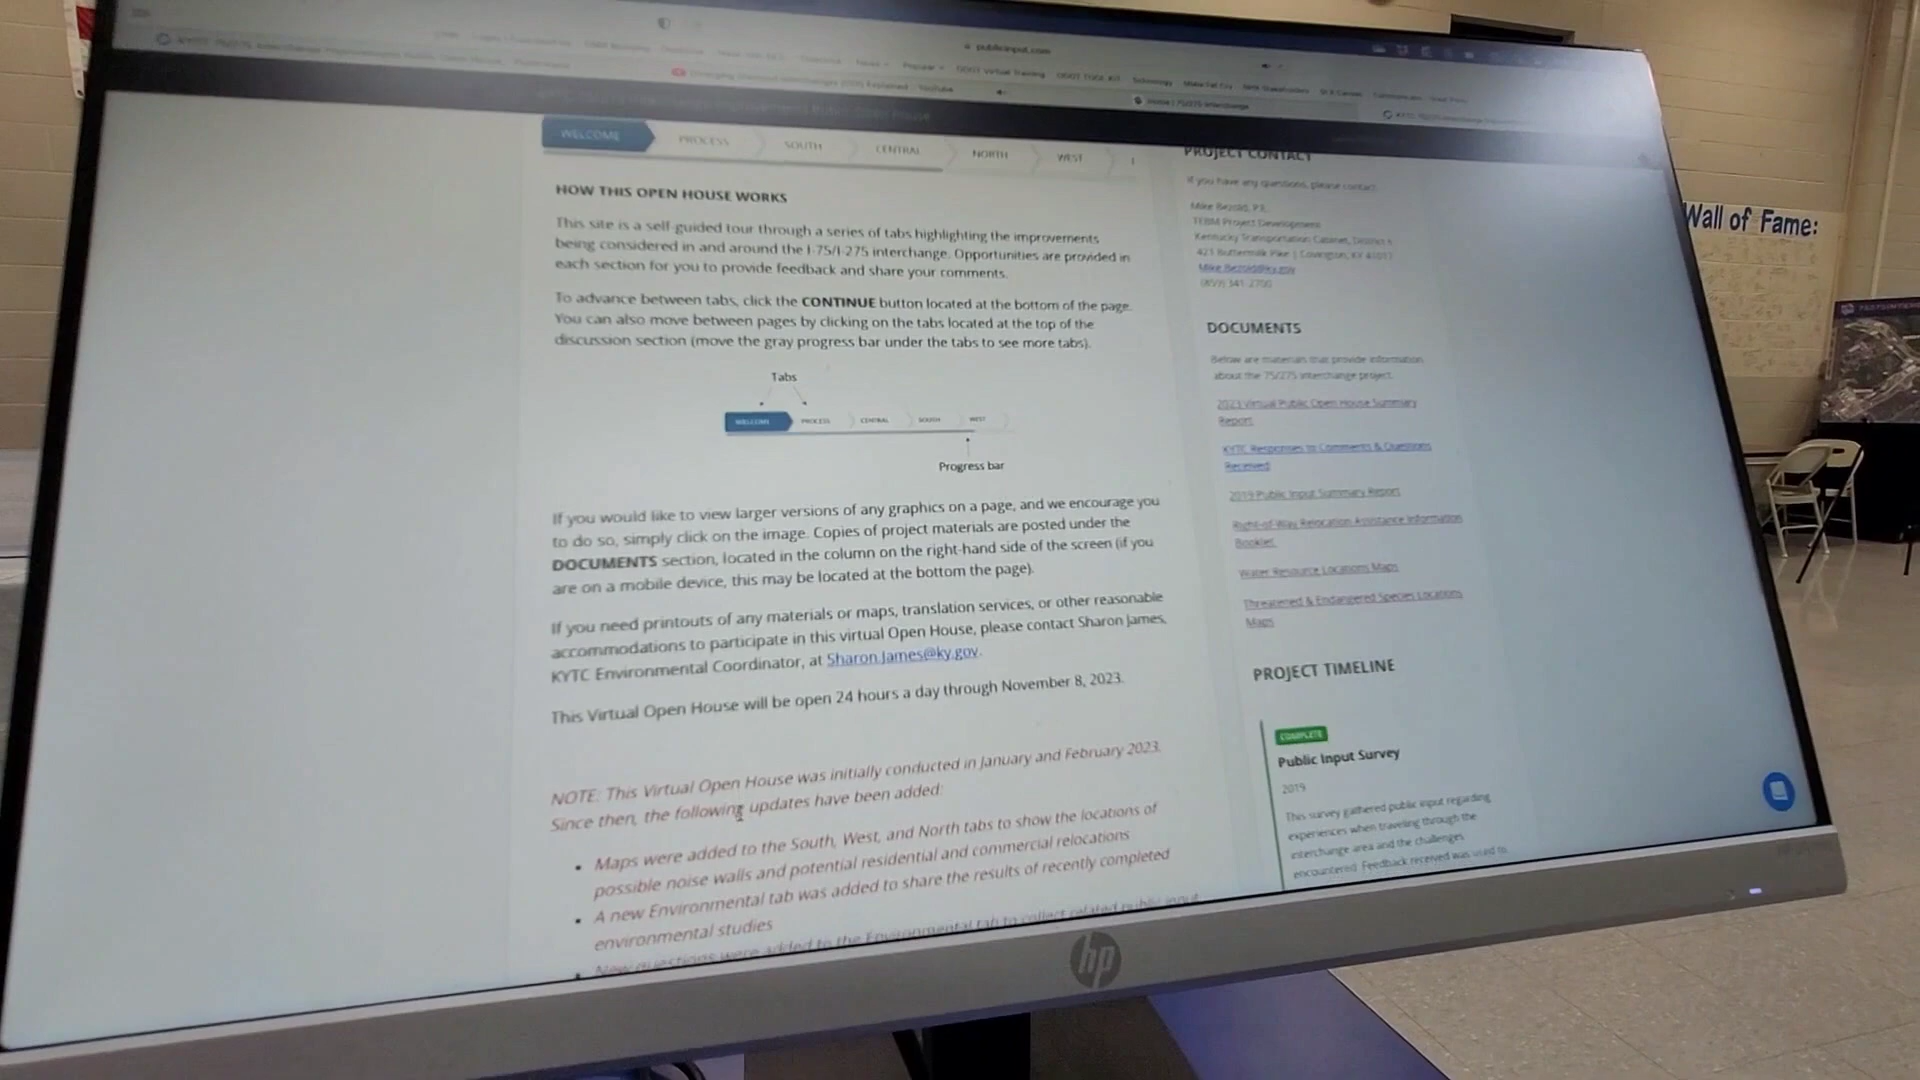 publicinput.com
WELCOME
PROCESS
SOUTH
CENTRAL
NORTH
WEST
HOW THIS OPEN HOUSE WORKS
This site is a self-guided tour through a series of tabs highlighting the improvements
being considered in and around the I-75/I-275 interchange. Opportunities are provided in
each section for you to provide feedback and share your comments.
To advance between tabs, click the CONTINUE button located at the bottom of the page.
You can also move between pages by clicking on the tabs located at the top of the
discussion section (move the gray progress bar under the tabs to see more tabs).
Tabs
WELCOME
PROCESS
CENTRAL
SOUTH
WEST
Progress bar
If you would like to view larger versions of any graphics on a page, and we encourage you
to do so, simply click on the image. Copies of project materials are posted under the
DOCUMENTS section, located in the column on the right-hand side of the screen (if you
are on a mobile device, this may be located at the bottom the page).
If you need printouts of any materials or maps, translation services, or other reasonable
accommodations to participate in this virtual Open House, please contact Sharon James,
KYTC Environmental Coordinator, at Sharon.James@ky.gov.
This Virtual Open House will be open 24 hours a day through November 8, 2023.
NOTE: This Virtual Open House was initially conducted in January and February 2023.
Since then, the following updates have been added:
• Maps were added to the South, West, and North tabs to show the locations of
possible noise walls and potential residential and commercial relocations
• A new Environmental tab was added to share the results of recently completed
environmental studies
• New questions were added to the Environmental tab to collect related public input
PROJECT CONTACT
If you have any questions, please contact:
Mike Bezold, P.E.
TEBM Project Development
Kentucky Transportation Cabinet, District 6
421 Buttermilk Pike | Covington, KY 41017
Mike.Bezold@ky.gov
(859) 341-2700
DOCUMENTS
Below are materials that provide information
about the 75/275 interchange project.
2023 Virtual Public Open House Summary
Report
KYTC Responses to Comments & Questions
Received
2019 Public Input Summary Report
Right-of-Way Relocation Assistance Information
Booklet
Water Resource Locations Maps
Threatened & Endangered Species Locations
Maps
PROJECT TIMELINE
COMPLETE
Public Input Survey
2019
This survey gathered public input regarding
experiences when traveling through the
interchange area and the challenges
encountered. Feedback received was used to
hp
Wall of Fame: